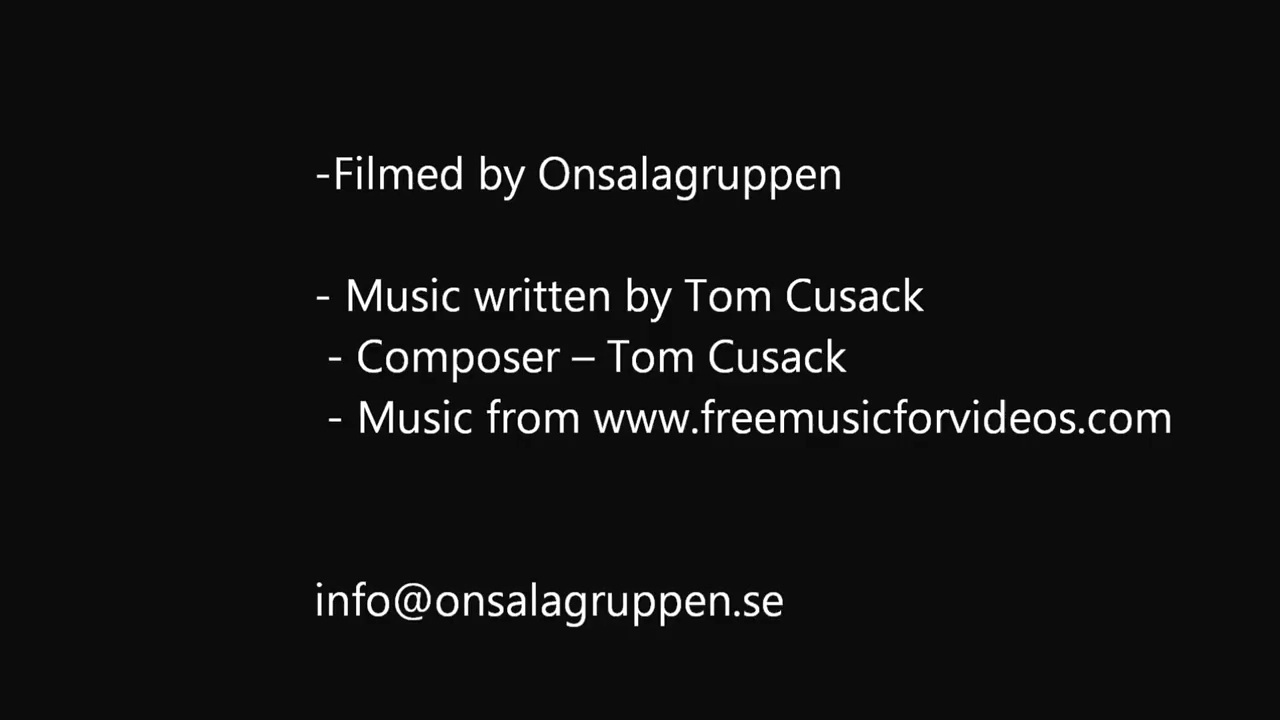 -Filmed by Onsalagruppen
- Music written by Tom Cusack
- Composer – Tom Cusack
- Music from www.freemusicforvideos.com
info@onsalagruppen.se